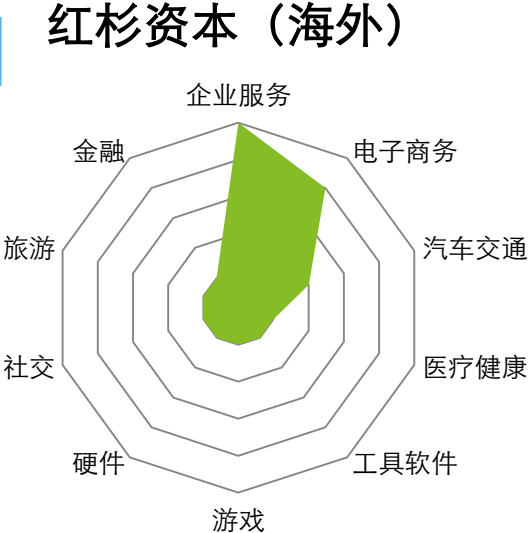 红杉资本（海外）
企业服务
金融
电子商务
旅游
汽车交通
社交
医疗健康
硬件
工具软件
游戏